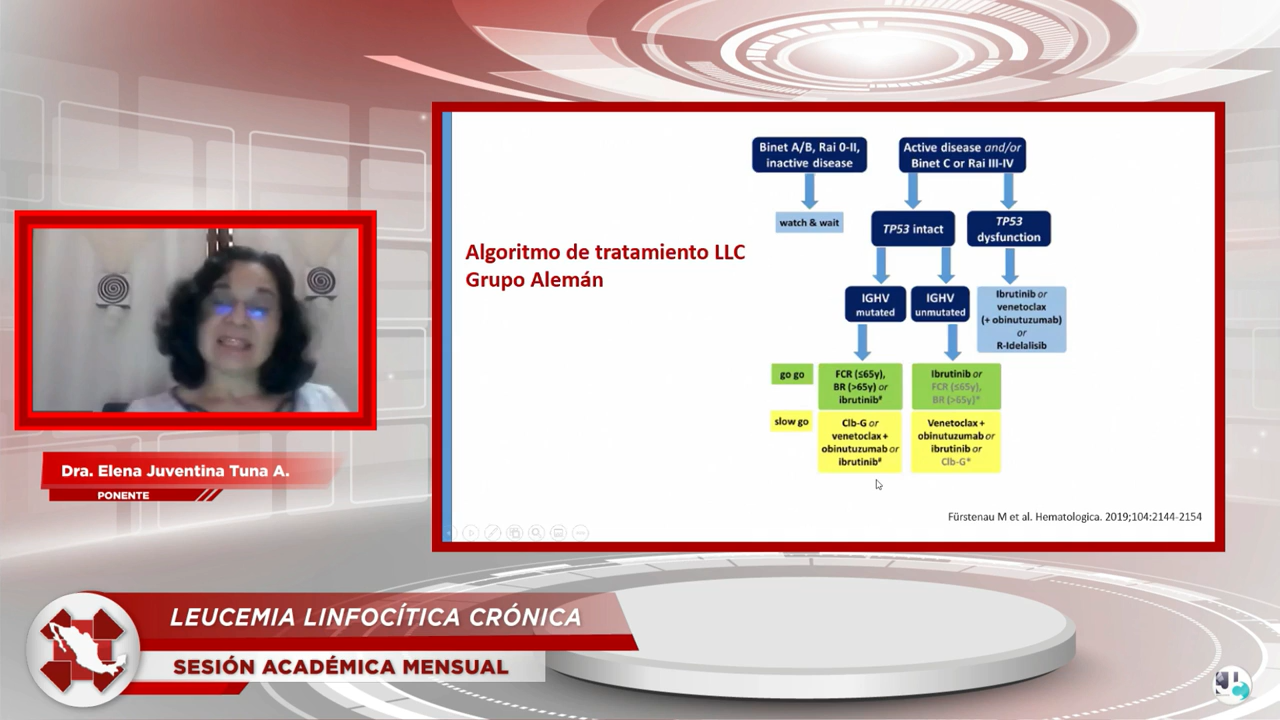 Algoritmo de tratamiento LLC
Grupo Alemán
Binet A/B, Rai 0-II,
inactive disease
Active disease and/or
Binet C or Rai III-IV
watch & wait
TP53 intact
TP53
dysfunction
IGHV
mutated
IGHV
unmutated
Ibrutinib or
venetoclax
(+ obinutuzumab)
or
R-Idelalisib
go go
FCR (≤65y),
BR (>65y) or
ibrutinib#
Ibrutinib or
FCR (≤65y),
BR (>65y)*
slow go
Clb-G or
venetoclax +
obinutuzumab or
ibrutinib#
Venetoclax +
obinutuzumab or
ibrutinib or
Clb-G*
Fürstenau M et al. Hematologica. 2019;104:2144-2154
Dra. Elena Juventina Tuna A.
PONENTE
LEUCEMIA LINFOCÍTICA CRÓNICA
SESIÓN ACADÉMICA MENSUAL